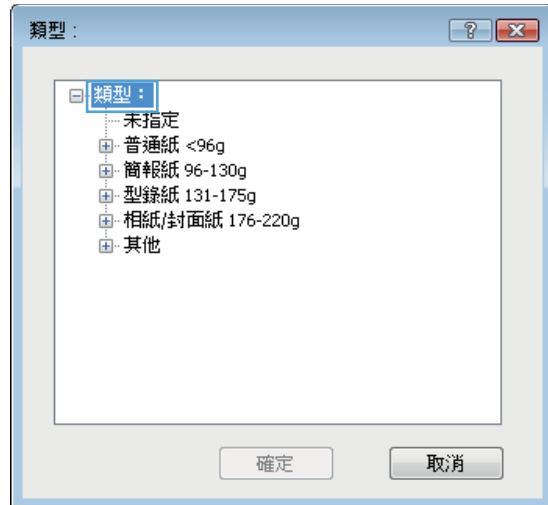 類型：
類型：
未指定
普通紙 <96g
簡報紙 96-130g
型錄紙 131-175g
相紙/封面紙 176-220g
其他
確定
取消